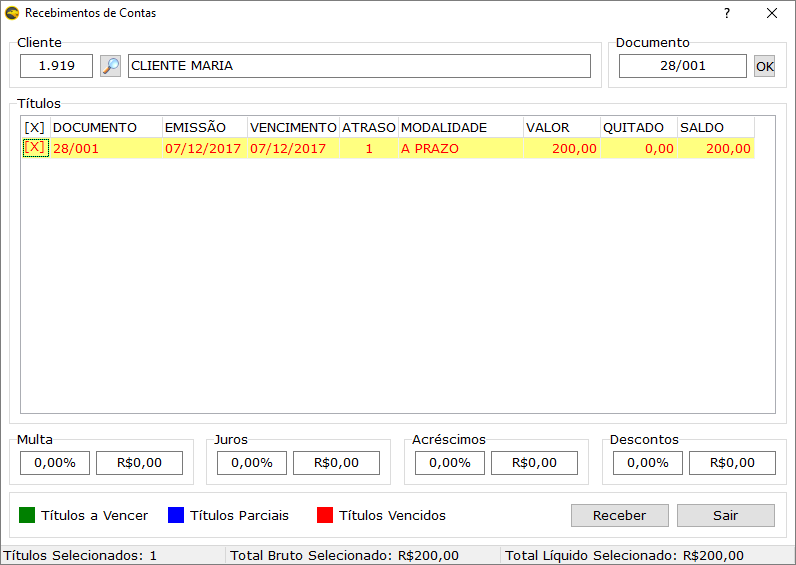 Recebimentos de Contas ?
Cliente Documento
1.919 CLIENTE MARIA 28/001 OK
Títulos
[X] DOCUMENTO EMISSÃO VENCIMENTO ATRASO MODALIDADE VALOR QUITADO SALDO
[X] 28/001 07/12/2017 07/12/2017 1 A PRAZO 200,00 0,00 200,00
Multa Juros Acréscimos Descontos
0,00% R$0,00 0,00% R$0,00 0,00% R$0,00 0,00% R$0,00
Títulos a Vencer Títulos Parciais Títulos Vencidos Receber Sair
Títulos Selecionados: 1 Total Bruto Selecionado: R$200,00 Total Líquido Selecionado: R$200,00